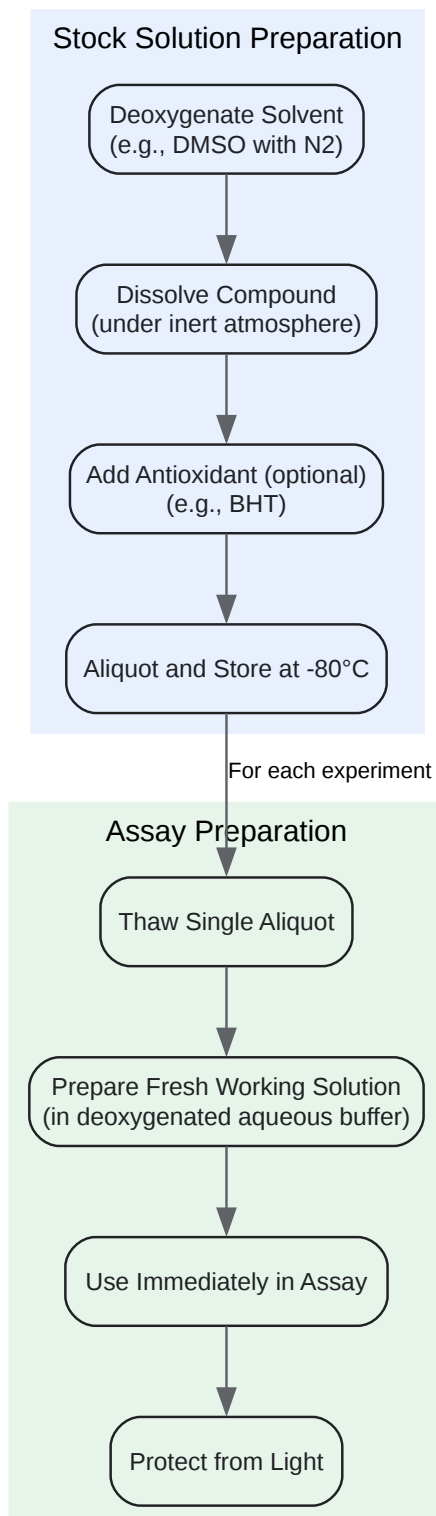 Stock Solution Preparation
Deoxygenate Solvent
(e.g., DMSO with N2)
Dissolve Compound
(under inert atmosphere)
Add Antioxidant (optional)
(e.g., BHT)
Aliquot and Store at -80°C
For each experiment
Assay Preparation
Thaw Single Aliquot
Prepare Fresh Working Solution
(in deoxygenated aqueous buffer)
Use Immediately in Assay
Protect from Light